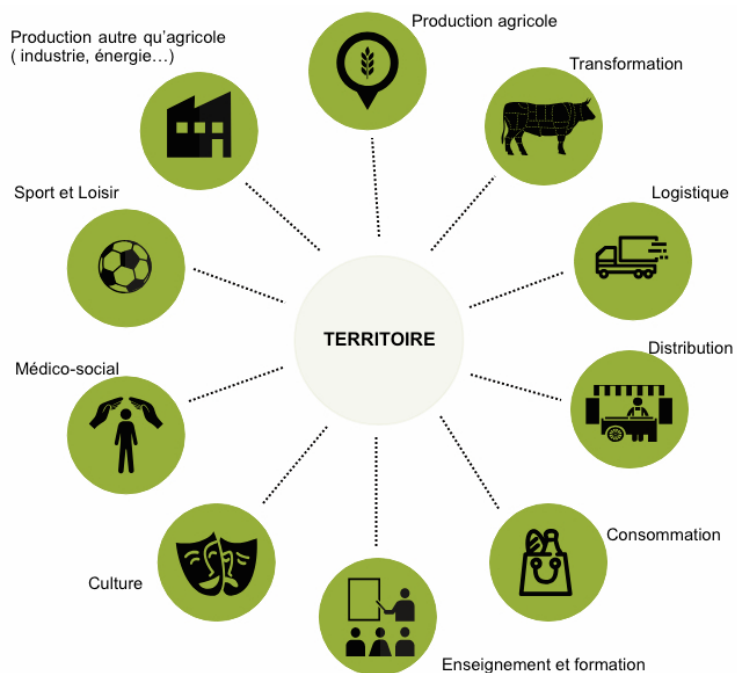 Production agricole
Production autre qu'agricole
( industrie, énergie…)
Transformation
Sport et Loisir
Logistique
TERRITOIRE
Distribution
Médico-social
Consommation
Culture
Enseignement et formation